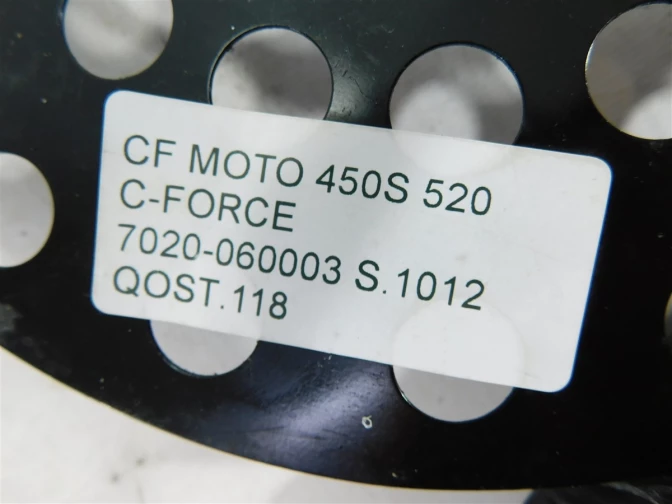 CF MOTO 450S 520
C-FORCE
7020-060003 S.1012
QOST.118